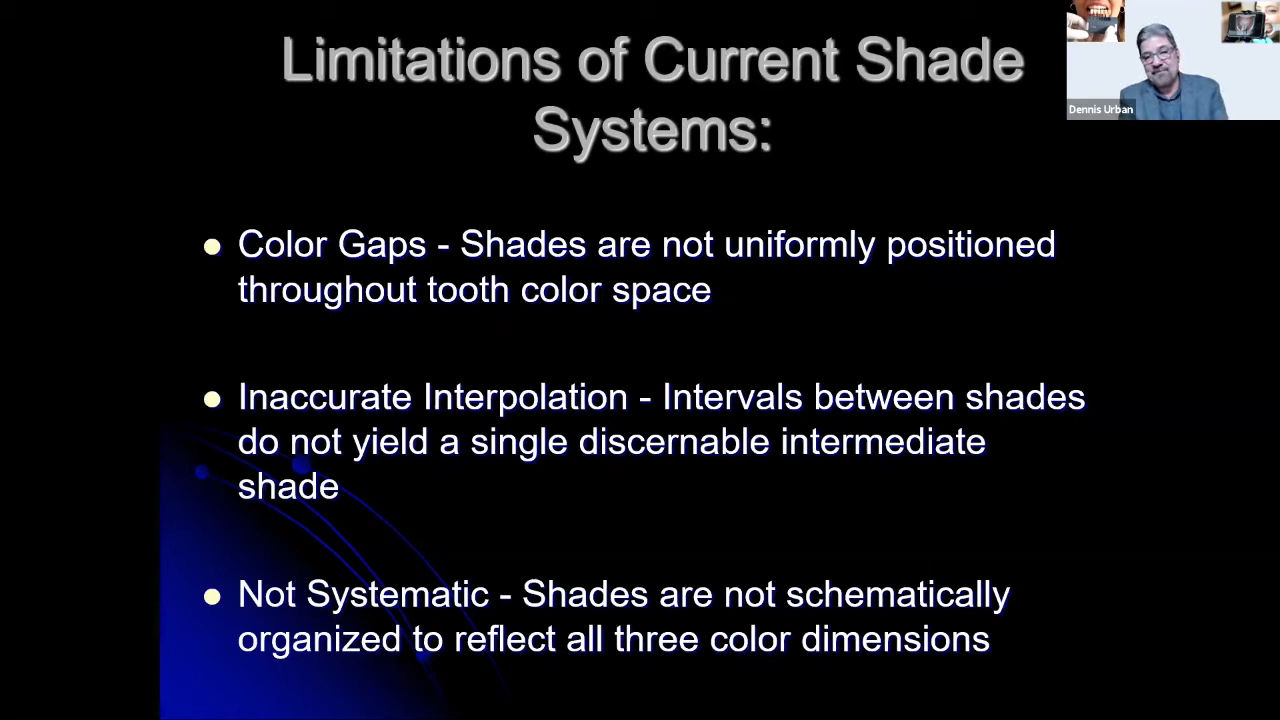 Limitations of Current Shade
Systems:
Dennis Urban
Color Gaps - Shades are not uniformly positioned
throughout tooth color space
Inaccurate Interpolation - Intervals between shades
do not yield a single discernable intermediate
shade
Not Systematic - Shades are not schematically
organized to reflect all three color dimensions